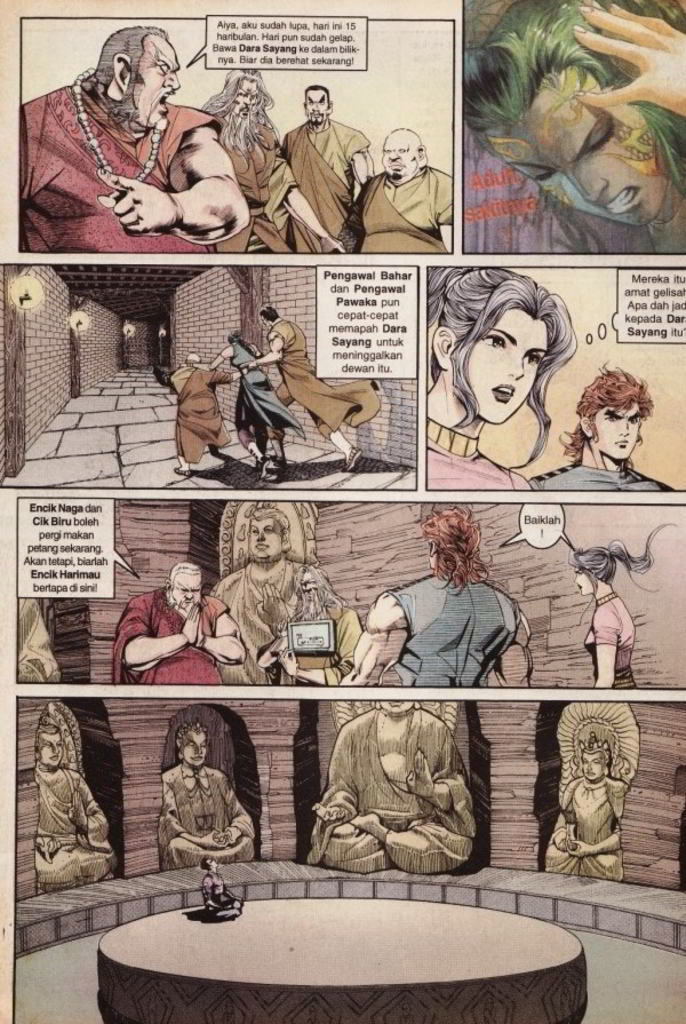 Aiya, aku sudah lupa, hari ini 15
haribulan. Hari pun sudah gelap.
Bawa Dara Sayang ke dalam bilik-
nya. Biar dia berehat sekarang!
Aduh,
sakitnya
!
Pengawal Bahar
dan Pengawal
Pawaka pun
cepat-cepat
memapah Dara
Sayang untuk
meninggalkan
dewan itu.
Mereka itu
amat gelisah
Apa dah jad
kepada Dar
Sayang itu?
Encik Naga dan
Cik Biru boleh
pergi makan
petang sekarang.
Akan tetapi, biarlah
Encik Harimau
bertapa di sini!
Baiklah
!